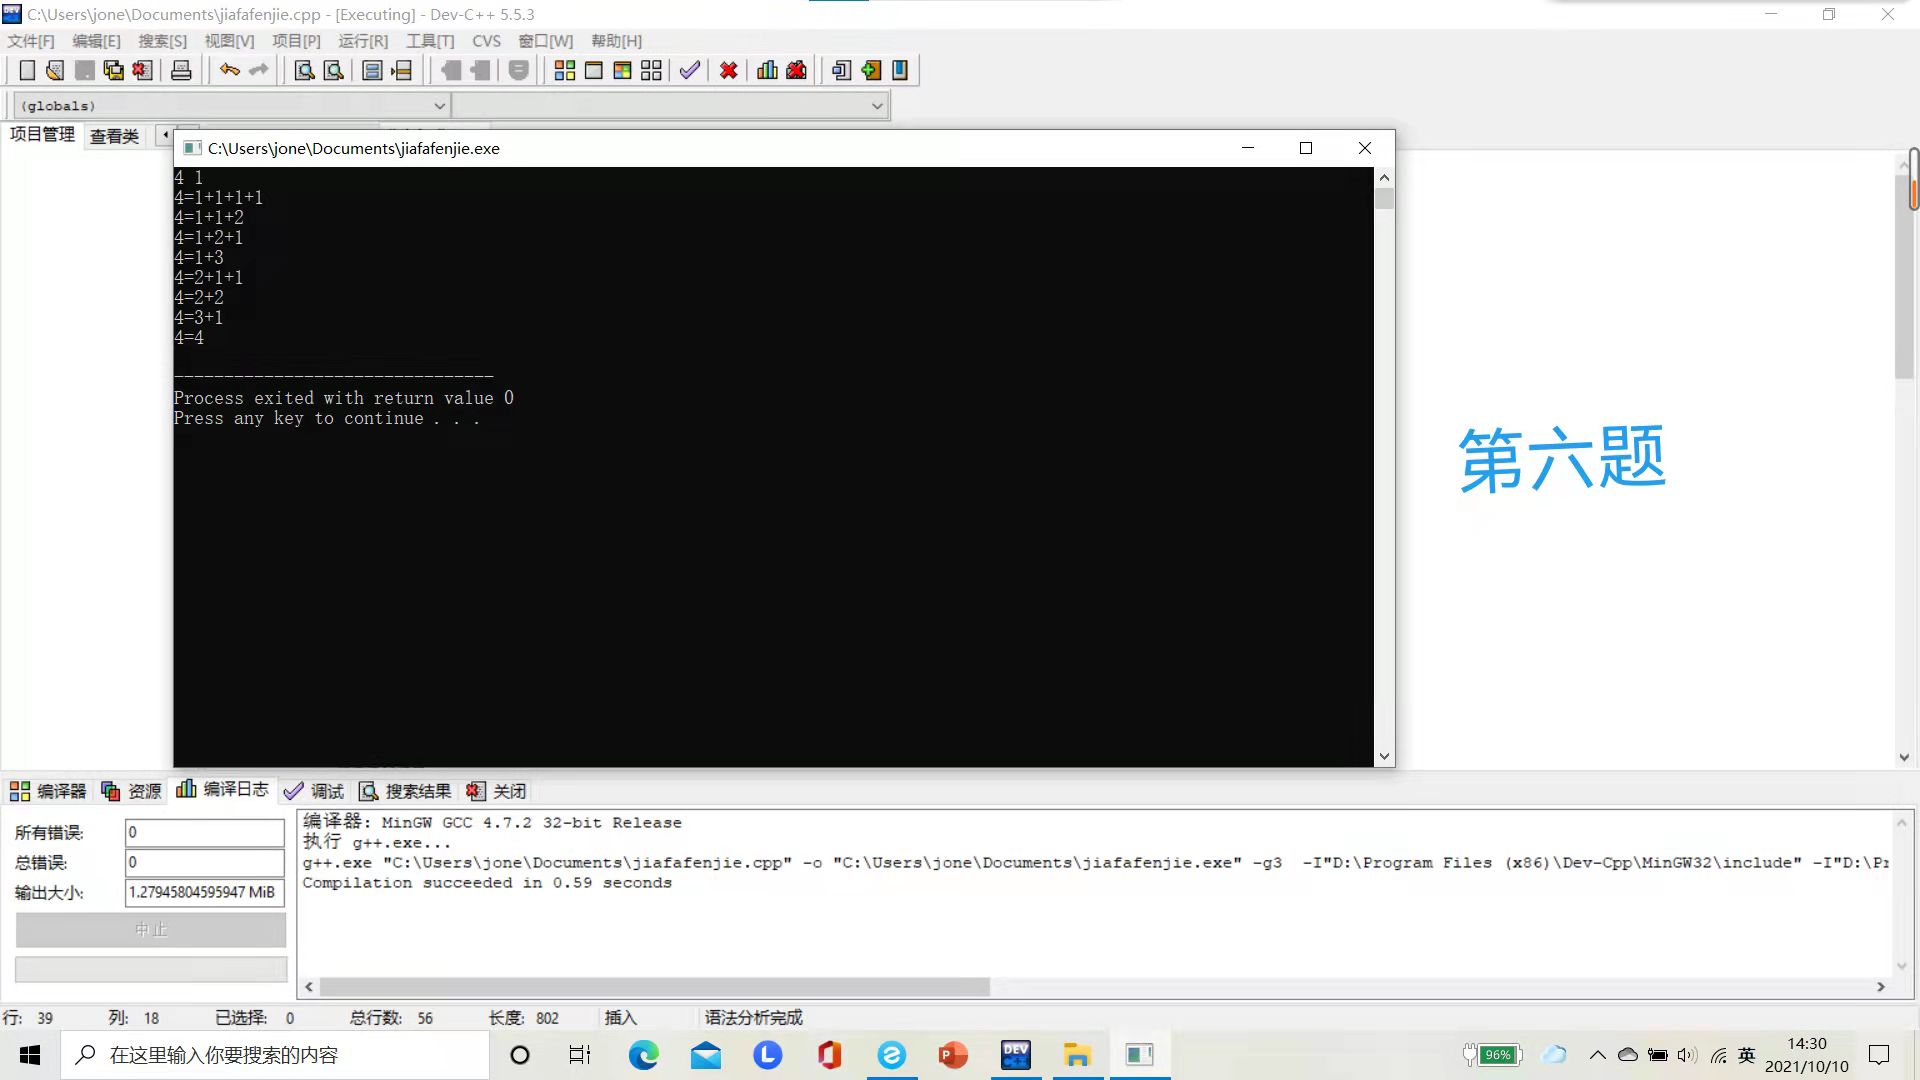 C:\Users\jone\Documents\jiafafenjie.cpp - [Executing] - Dev-C++ 5.5.3
文件[F] 编辑[E] 搜索[S] 视图[V] 项目[P] 运行[R] 工具[T] CVS 窗口[W] 帮助[H]
(globals)
项目管理 查看类
C:\Users\jone\Documents\jiafafenjie.exe
4 1
4=1+1+1+1
4=1+1+2
4=1+2+1
4=1+3
4=2+1+1
4=2+2
4=3+1
4=4
--------------------------------
Process exited with return value 0
Press any key to continue . . .
第六题
编译器 资源 编译日志 调试 搜索结果 关闭
所有错误: 0
总错误: 0
输出大小: 1.27945804595947 MiB
中止
编译器: MinGW GCC 4.7.2 32-bit Release
执行 g++.exe...
g++.exe "C:\Users\jone\Documents\jiafafenjie.cpp" -o "C:\Users\jone\Documents\jiafafenjie.exe" -g3  -I"D:\Program Files (x86)\Dev-Cpp\MinGW32\include" -I"D:\Pr
Compilation succeeded in 0.59 seconds
行: 39 列: 18 已选择: 0 总行数: 56 长度: 802 插入 语法分析完成
在这里输入你要搜索的内容
DEV
96%
英
14:30
2021/10/10